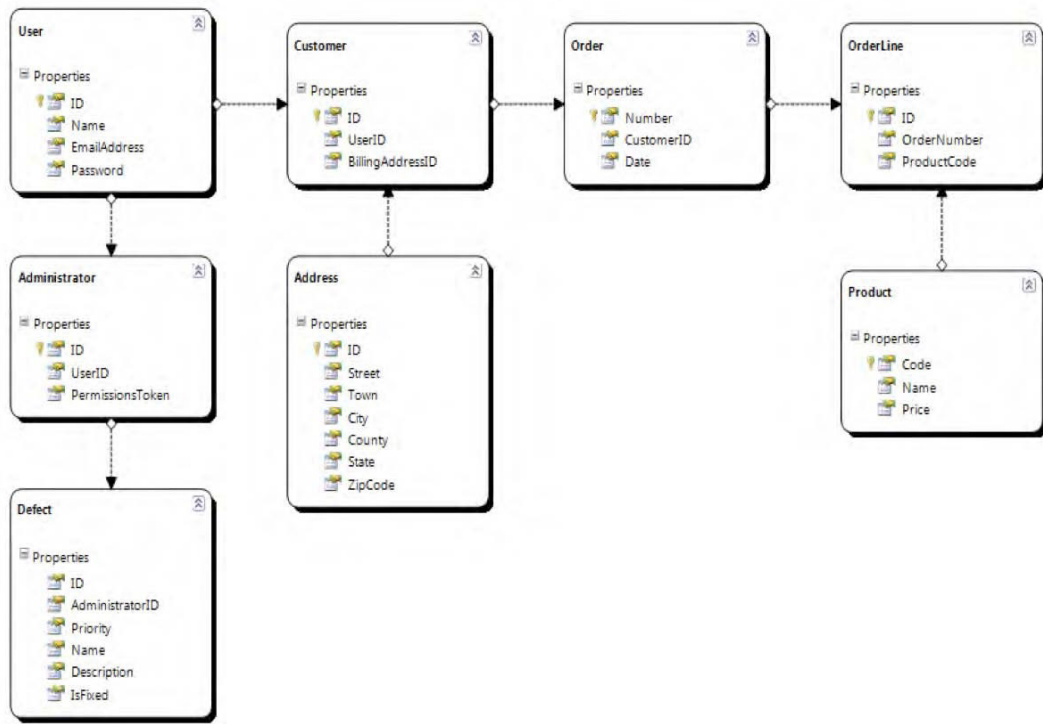 User
Properties
ID
Name
EmailAddress
Password
Customer
Properties
ID
UserID
BillingAddressID
Order
Properties
Number
CustomerID
Date
OrderLine
Properties
ID
OrderNumber
ProductCode
Administrator
Properties
ID
UserID
PermissionsToken
Address
Properties
ID
Street
Town
City
County
State
ZipCode
Product
Properties
Code
Name
Price
Defect
Properties
ID
AdministratorID
Priority
Name
Description
IsFixed